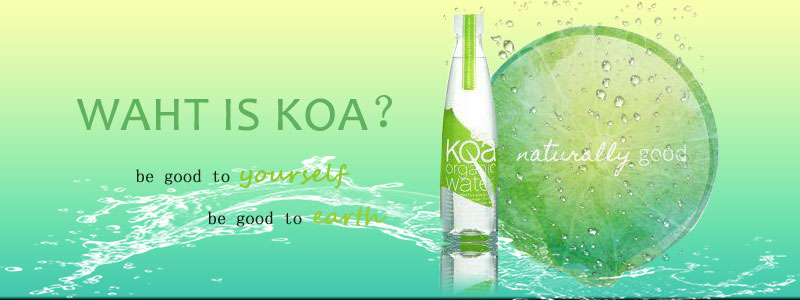 WAHT IS KOA？
be good to yourself
be good to earth
koa
organic
water
naturally good